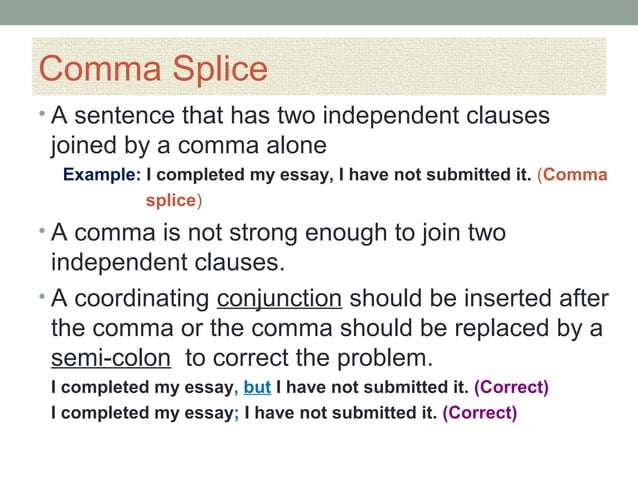 Comma Splice
• A sentence that has two independent clauses
joined by a comma alone
Example: I completed my essay, I have not submitted it. (Comma
splice)
• A comma is not strong enough to join two
independent clauses.
• A coordinating conjunction should be inserted after
the comma or the comma should be replaced by a
semi-colon to correct the problem.
I completed my essay, but I have not submitted it. (Correct)
I completed my essay; I have not submitted it. (Correct)